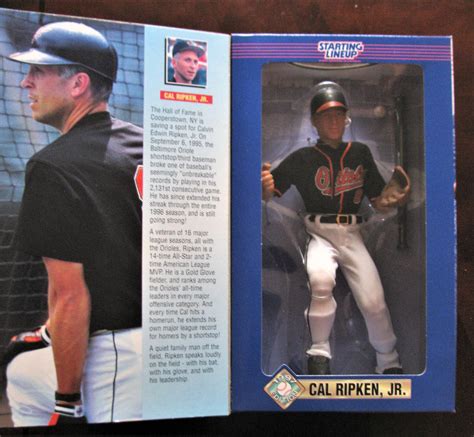 CAL RIPKEN, JR.
The Hall of Fame in
Cooperstown, NY is
saving a spot for Calvin
Edwin Ripken, Jr. On
September 6, 1995, the
Baltimore Oriole
shortstop/third baseman
broke one of baseball's
seemingly "unbreakable"
records by playing in his
2,131st consecutive game.
He has since extended his
streak through the entire
1996 season, and is still
going strong!
A veteran of 16 major
league seasons, all with
the Orioles, Ripken is a
14-time All-Star and 2-
time American League
MVP. He is a Gold Glove
fielder, and ranks among
the Orioles' all-time
leaders in every major
offensive category. And
every time Cal hits a
homerun, he extends his
own major league record
for homers by a shortstop!
A quiet family man off the
field, Ripken speaks loudly
on the field - with his bat,
with his glove, and with
his leadership.
STARTING
LINEUP
Orioles
8
CAL RIPKEN, JR.